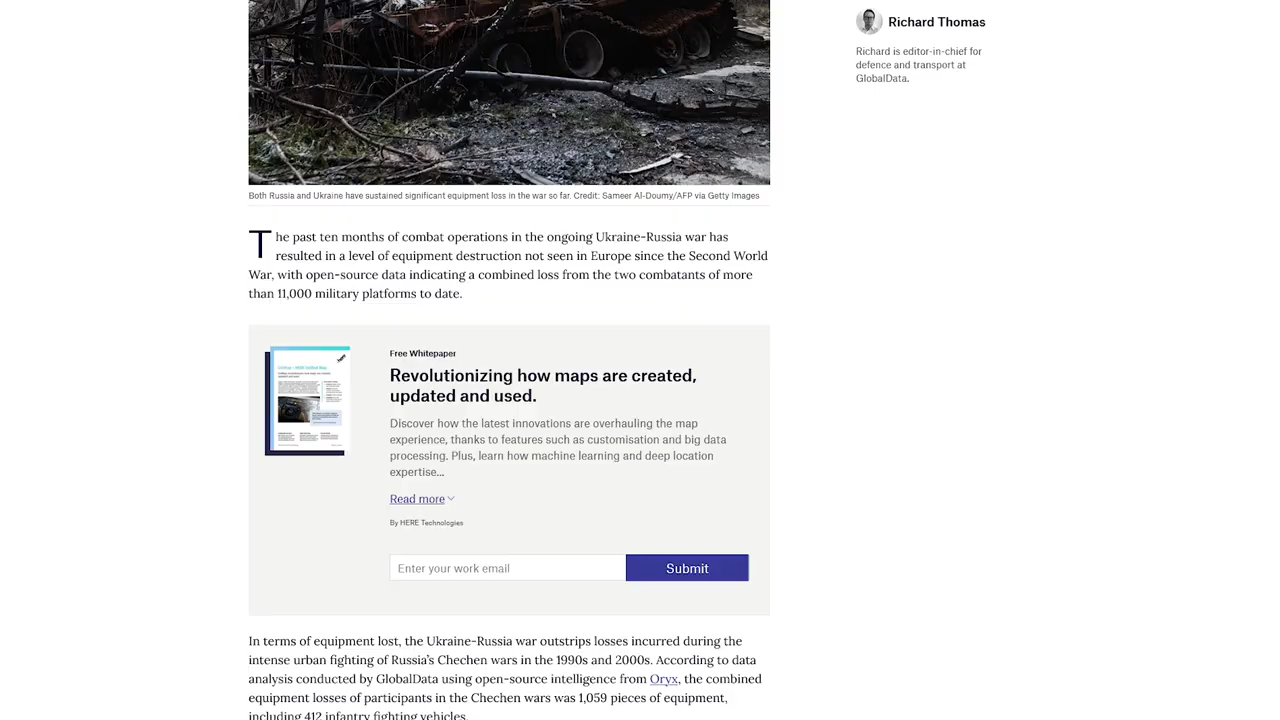 Richard Thomas
Richard is editor-in-chief for
defence and transport at
GlobalData.
Both Russia and Ukraine have sustained significant equipment loss in the war so far. Credit: Sameer Al-Doumy/AFP via Getty Images
The past ten months of combat operations in the ongoing Ukraine-Russia war has
resulted in a level of equipment destruction not seen in Europe since the Second World
War, with open-source data indicating a combined loss from the two combatants of more
than 11,000 military platforms to date.
Free Whitepaper
Revolutionizing how maps are created,
updated and used.
Discover how the latest innovations are overhauling the map
experience, thanks to features such as customisation and big data
processing. Plus, learn how machine learning and deep location
expertise...
Read more
By HERE Technologies
Enter your work email
Submit
In terms of equipment lost, the Ukraine-Russia war outstrips losses incurred during the
intense urban fighting of Russia’s Chechen wars in the 1990s and 2000s. According to data
analysis conducted by GlobalData using open-source intelligence from Oryx, the combined
equipment losses of participants in the Chechen wars was 1,059 pieces of equipment,
including 412 infantry fighting vehicles.